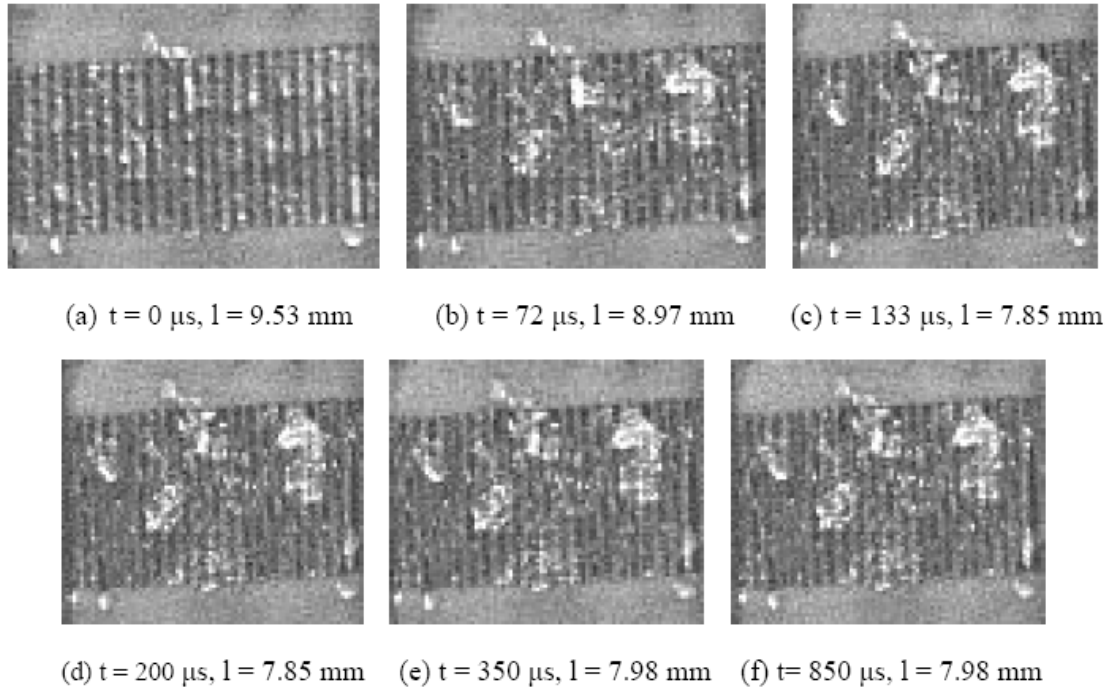 (a) t = 0 μs, l = 9.53 mm
(b) t = 72 μs, l = 8.97 mm
(c) t = 133 μs, l = 7.85 mm
(d) t = 200 μs, l = 7.85 mm
(e) t = 350 μs, l = 7.98 mm
(f) t= 850 μs, l = 7.98 mm